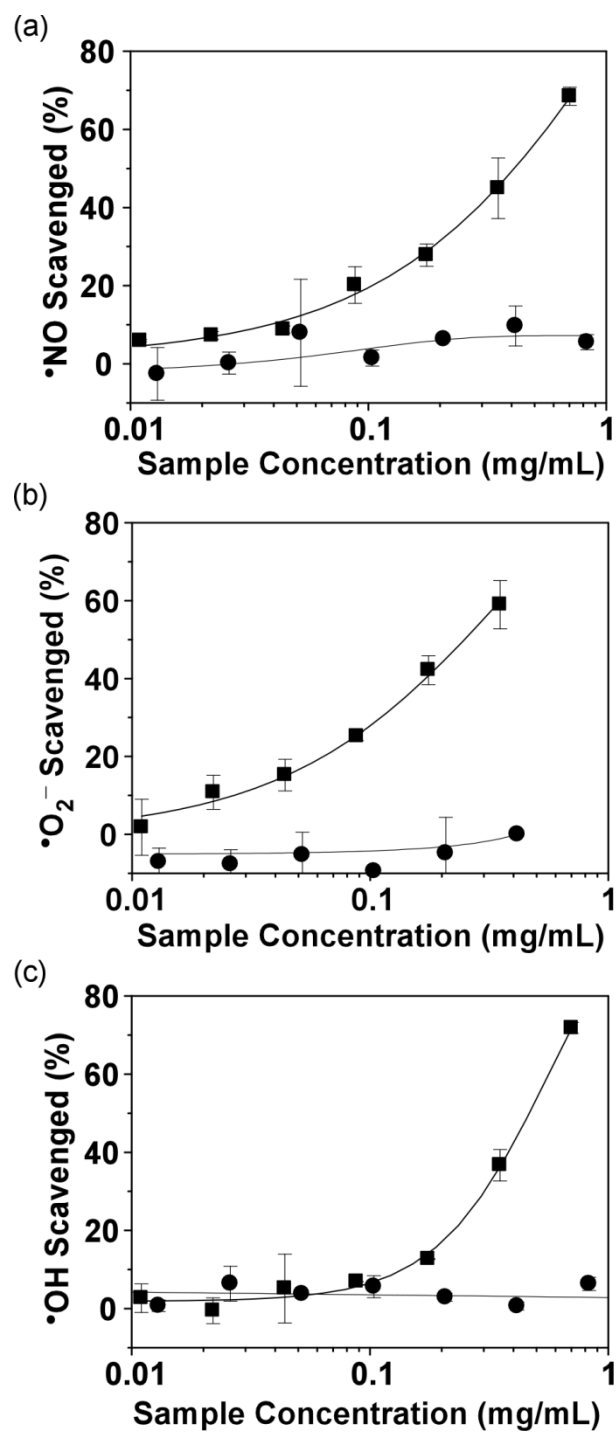 (a)
80
60
40
20
0
•NO Scavenged (%)
0.01 0.1 1
Sample Concentration (mg/mL)
(b)
80
60
40
20
0
•O₂⁻ Scavenged (%)
0.01 0.1 1
Sample Concentration (mg/mL)
(c)
80
60
40
20
0
•OH Scavenged (%)
0.01 0.1 1
Sample Concentration (mg/mL)